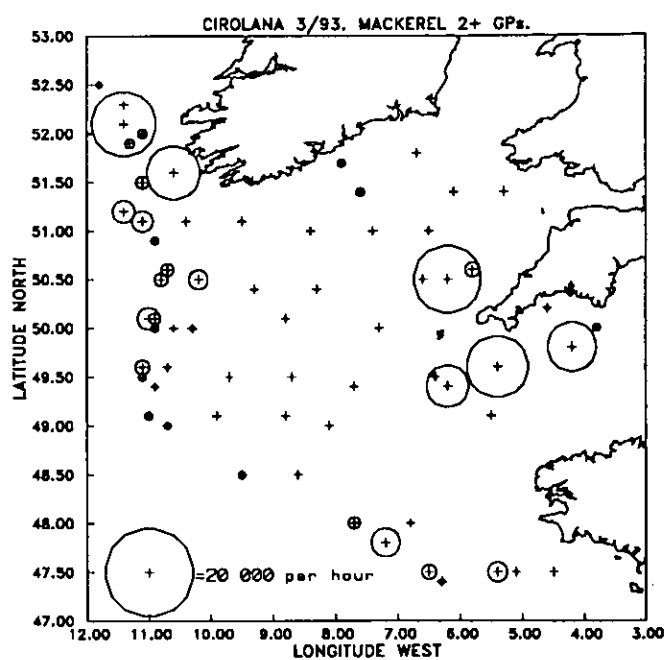 CIROLANA 3/93. MACKEREL 2+ GPs.
53.00
52.50
52.00
51.50
51.00
50.50
50.00
49.50
49.00
48.50
48.00
47.50
47.00
LATITUDE NORTH
=20 000 per hour
12.00 11.00 10.00 9.00 8.00 7.00 6.00 5.00 4.00 3.00
LONGITUDE WEST